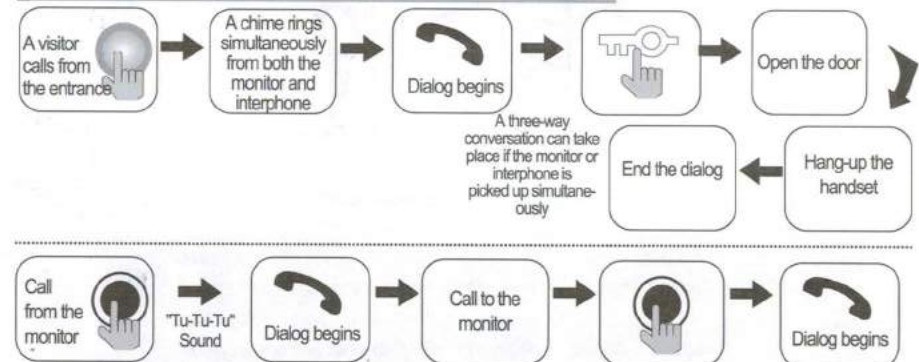 A visitor
calls from
the entrance
A chime rings
simultaneously
from both the
monitor and
interphone
Dialog begins
A three-way
conversation can take
place if the monitor or
interphone is
picked up simultane-
ously
Open the door
Hang-up the
handset
End the dialog
Call
from the
monitor
"Tu-Tu-Tu"
Sound
Dialog begins
Call to the
monitor
Dialog begins